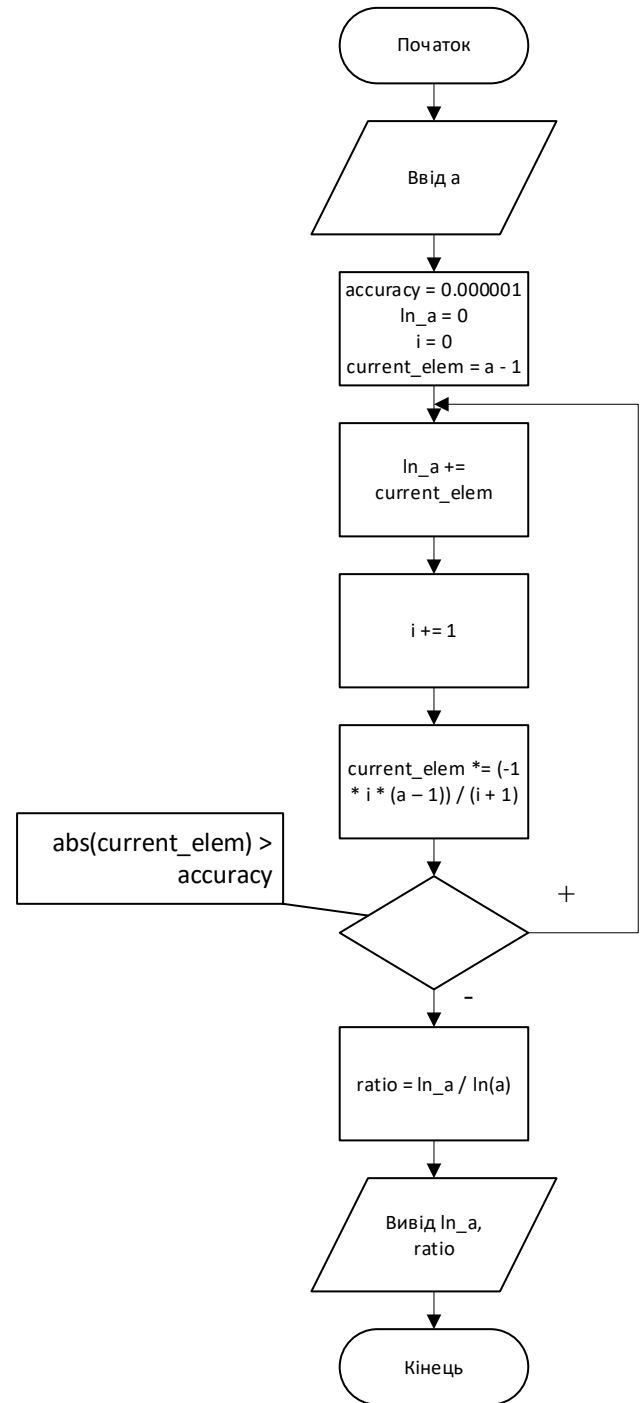 Початок
Ввід a
accuracy = 0.000001
ln_a = 0
i = 0
current_elem = a - 1
ln_a +=
current_elem
i += 1
current_elem *= (-1
* i * (a – 1)) / (i + 1)
abs(current_elem) >
accuracy
+
-
ratio = ln_a / ln(a)
Вивід ln_a,
ratio
Кінець